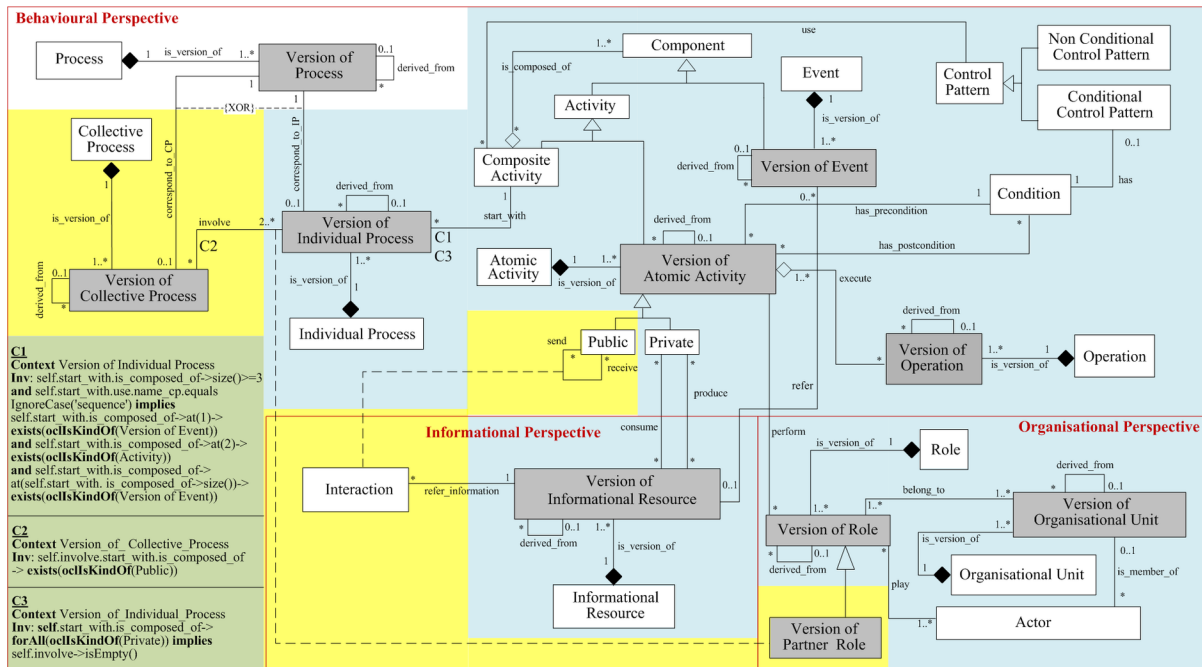 Behavioural Perspective
Process
1
is_version_of
1..*
Version of
Process
0..1
derived_from
*
1
1
{XOR}
correspond_to_CP
correspond_to_IP
Collective
Process
1
is_version_of
1..*
0..1
derived_from
*
Version of
Collective Process
0..1
*
involve
C2
2..*
0..1
derived_from
*
0..1
Version of
Individual Process
*
C1
C3
1..*
is_version_of
1
Individual Process
start_with
1
Composite
Activity
*
*
is_composed_of
1..*
Component
Activity
use
Event
1
is_version_of
1..*
0..1
derived_from
*
Version of Event
0..*
Control
Pattern
Non Conditional
Control Pattern
Conditional
Control Pattern
0..1
has
1
Condition
1
*
has_precondition
has_postcondition
Atomic
Activity
1
1..*
is_version_of
derived_from
*
0..1
Version of
Atomic Activity
*
*
1..*
execute
derived_from
*
0..1
Version of
Operation
*
1..*
1
is_version_of
Operation
Public
Private
send
*
*
receive
produce
consume
refer
perform
*
*
C1
Context Version of Individual Process
Inv: self.start_with.is_composed_of->size()>=3
and self.start_with.use.name_cp.equals
IgnoreCase('sequence') implies
self.start_with.is_composed_of->at(1)->
exists(oclIsKindOf(Version of Event))
and self.start_with.is_composed_of->at(2)->
exists(oclIsKindOf(Activity))
and self.start_with.is_composed_of->
at(self.start_with. is_composed_of->size())->
exists(oclIsKindOf(Version of Event))
C2
Context Version_of_ Collective_Process
Inv: self.involve.start_with.is_composed_of
-> exists(oclIsKindOf(Public))
C3
Context Version_of_Individual_Process
Inv: self.start_with.is_composed_of->
forAll(oclIsKindOf(Private)) implies
self.involve->isEmpty()
Informational Perspective
Interaction
*
1
refer_information
*
*
Version of
Informational Resource
0..1
*
0..1
derived_from
1..*
is_version_of
1
Informational
Resource
Organisational Perspective
is_version_of
1
Role
1..*
*
Version of Role
*
0..1
derived_from
1..*
belong_to
1..*
derived_from
*
0..1
Version of
Organisational Unit
1..*
is_version_of
1
Organisational Unit
0..1
is_member_of
*
*
play
1..*
Actor
Version of
Partner Role